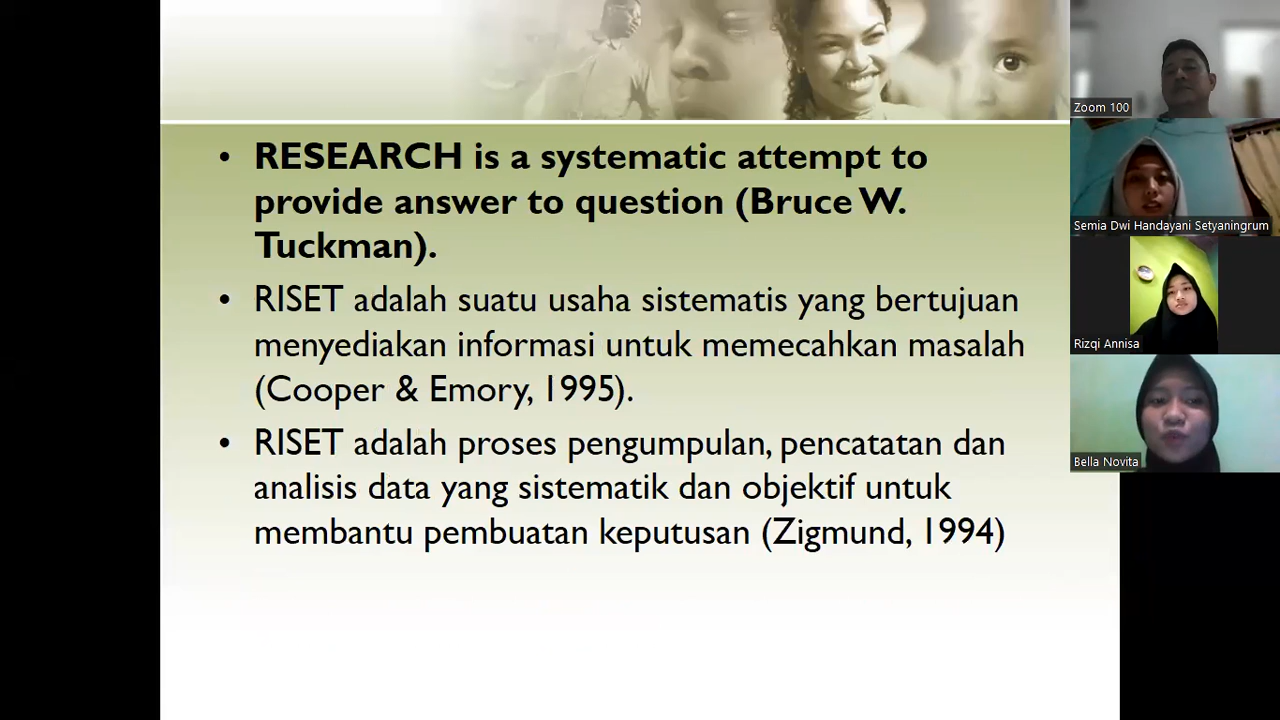 • RESEARCH is a systematic attempt to
provide answer to question (Bruce W.
Tuckman).
• RISET adalah suatu usaha sistematis yang bertujuan
menyediakan informasi untuk memecahkan masalah
(Cooper & Emory, 1995).
• RISET adalah proses pengumpulan, pencatatan dan
analisis data yang sistematik dan objektif untuk
membantu pembuatan keputusan (Zigmund, 1994)
Zoom 100
Semia Dwi Handayani Setyaningrum
Rizqi Annisa
Bella Novita